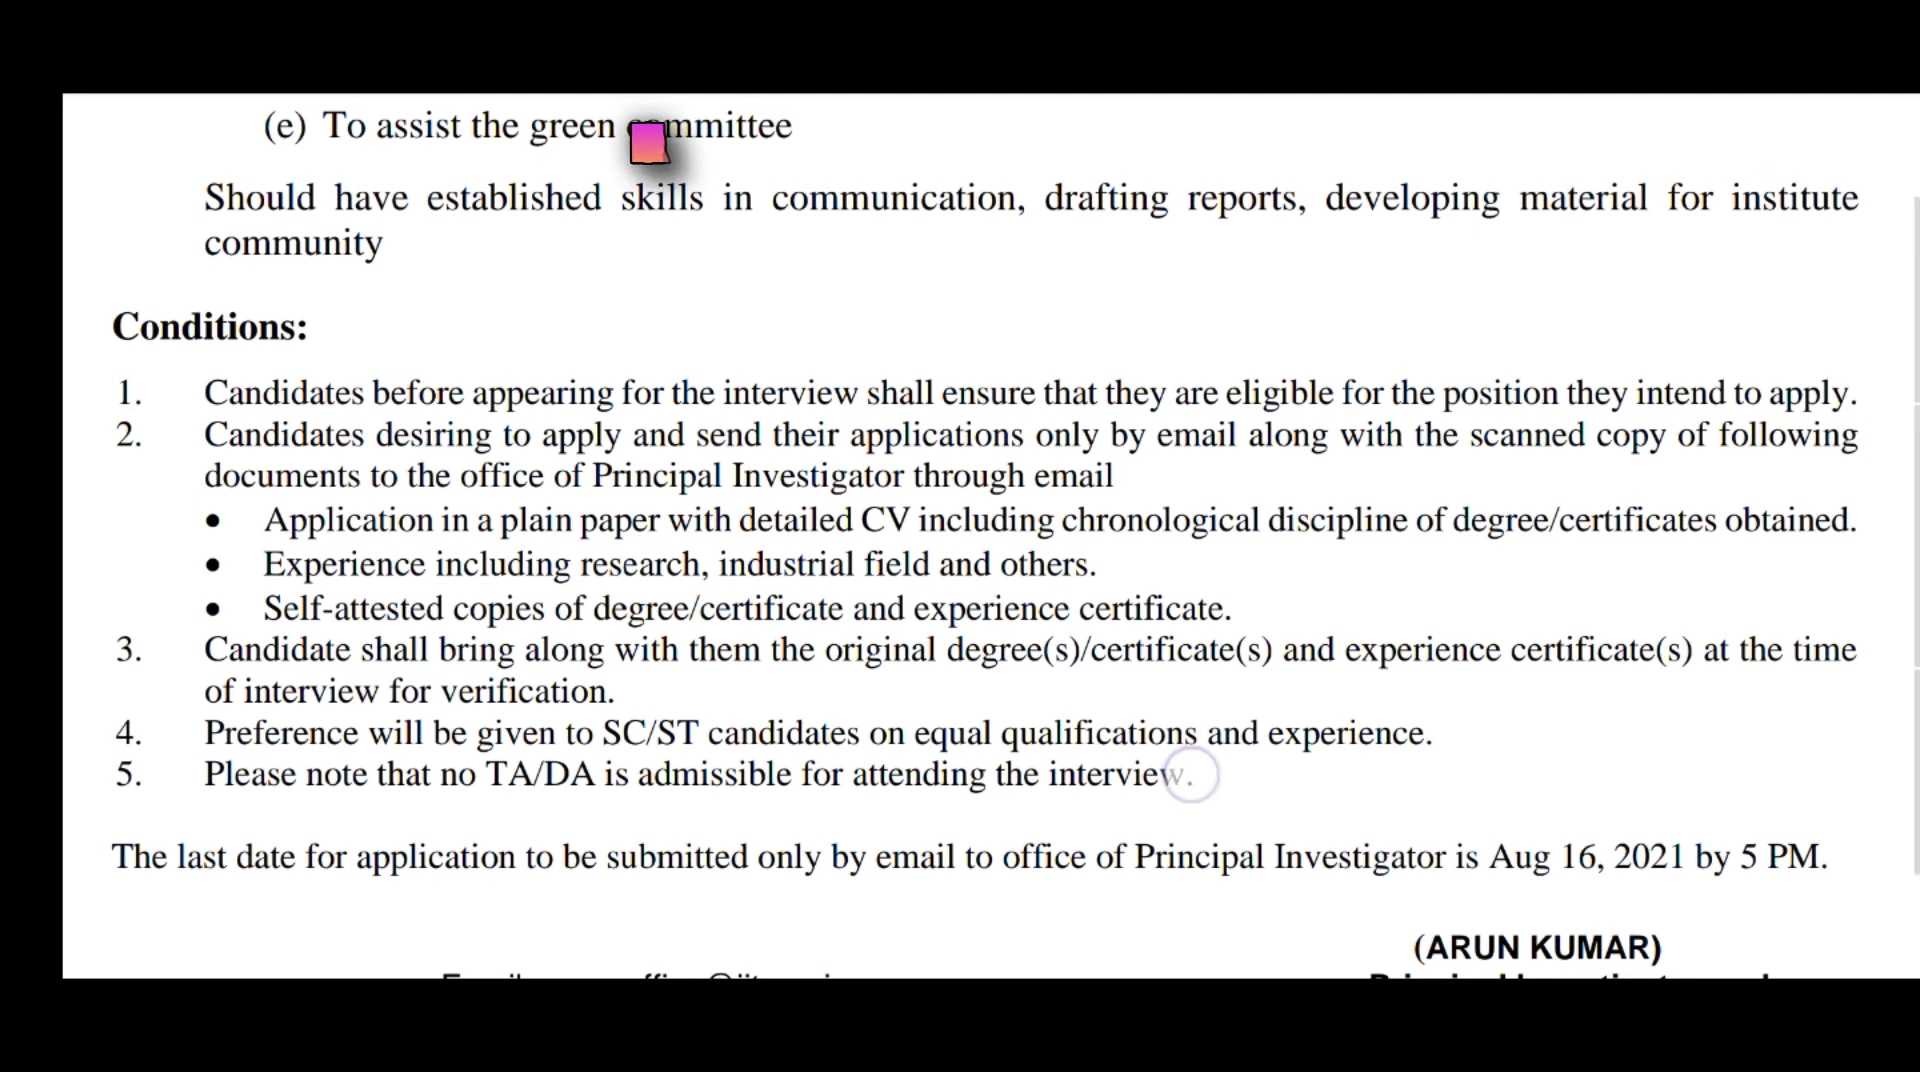 (e) To assist the green committee
Should have established skills in communication, drafting reports, developing material for institute
community
Conditions:
1. Candidates before appearing for the interview shall ensure that they are eligible for the position they intend to apply.
2. Candidates desiring to apply and send their applications only by email along with the scanned copy of following
documents to the office of Principal Investigator through email
• Application in a plain paper with detailed CV including chronological discipline of degree/certificates obtained.
• Experience including research, industrial field and others.
• Self-attested copies of degree/certificate and experience certificate.
3. Candidate shall bring along with them the original degree(s)/certificate(s) and experience certificate(s) at the time
of interview for verification.
4. Preference will be given to SC/ST candidates on equal qualifications and experience.
5. Please note that no TA/DA is admissible for attending the interview.
The last date for application to be submitted only by email to office of Principal Investigator is Aug 16, 2021 by 5 PM.
(ARUN KUMAR)